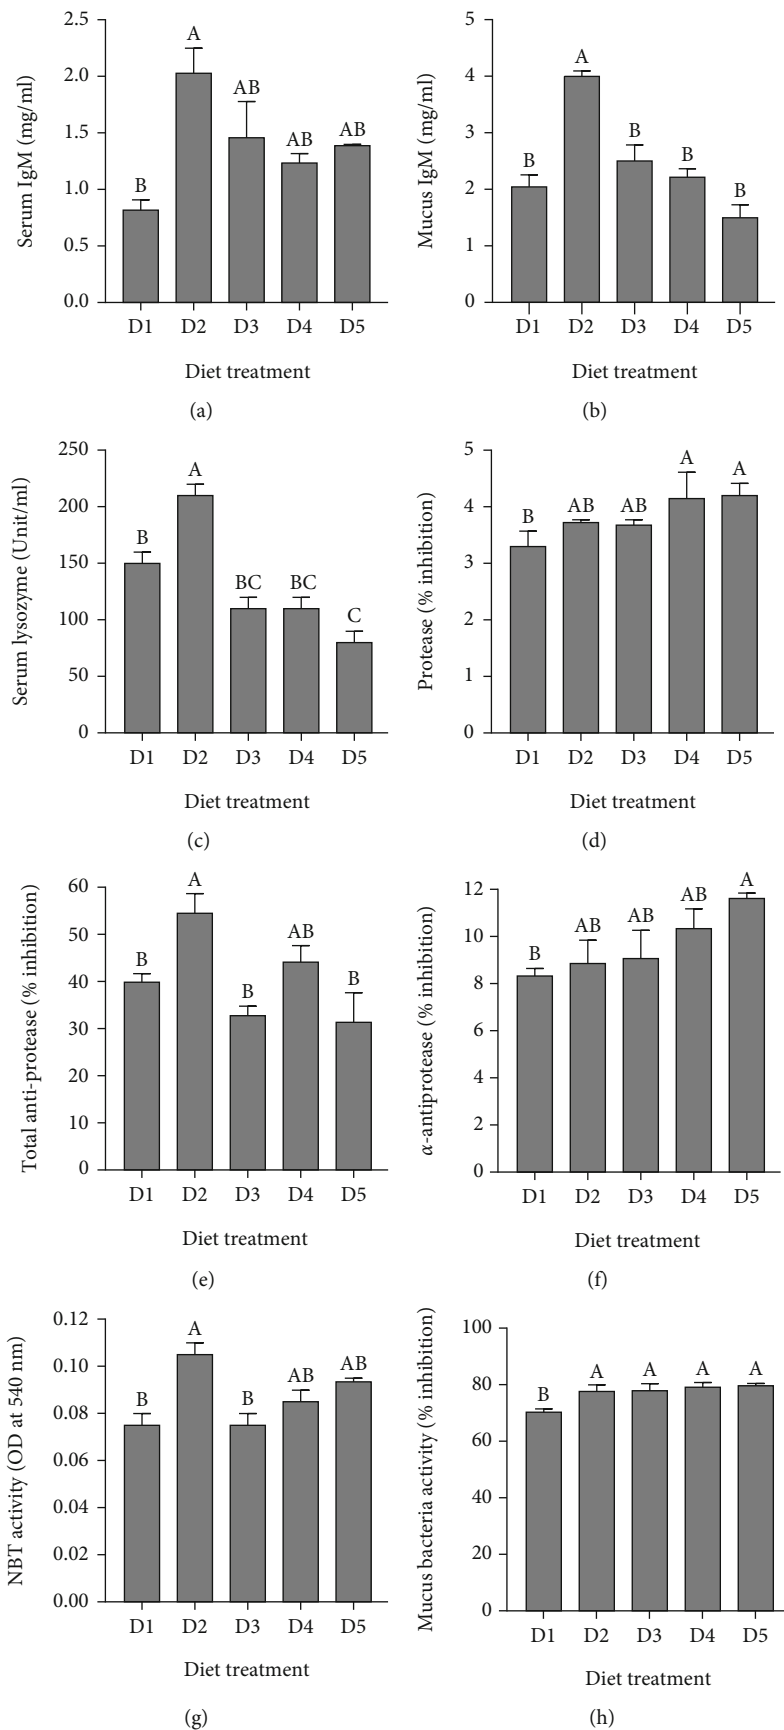 Serum IgM (mg/ml)
2.5
2.0
1.5
1.0
0.5
0.0
B
A
AB
AB
AB
D1 D2 D3 D4 D5
Diet treatment
(a)
Mucus IgM (mg/ml)
5
4
3
2
1
0
B
A
B
B
B
D1 D2 D3 D4 D5
Diet treatment
(b)
Serum lysozyme (Unit/ml)
250
200
150
100
50
0
B
A
BC
BC
C
D1 D2 D3 D4 D5
Diet treatment
(c)
Protease (% inhibition)
5
4
3
2
1
0
B
AB
AB
A
A
D1 D2 D3 D4 D5
Diet treatment
(d)
Total anti-protease (% inhibition)
60
50
40
30
20
10
0
B
A
B
AB
B
D1 D2 D3 D4 D5
Diet treatment
(e)
α-antiprotease (% inhibition)
12
10
8
6
4
2
0
B
AB
AB
AB
A
D1 D2 D3 D4 D5
Diet treatment
(f)
NBT activity (OD at 540 nm)
0.12
0.10
0.08
0.06
0.04
0.02
0.00
B
A
B
AB
AB
D1 D2 D3 D4 D5
Diet treatment
(g)
Mucus bacteria activity (% inhibition)
100
80
60
40
20
0
B
A
A
A
A
D1 D2 D3 D4 D5
Diet treatment
(h)